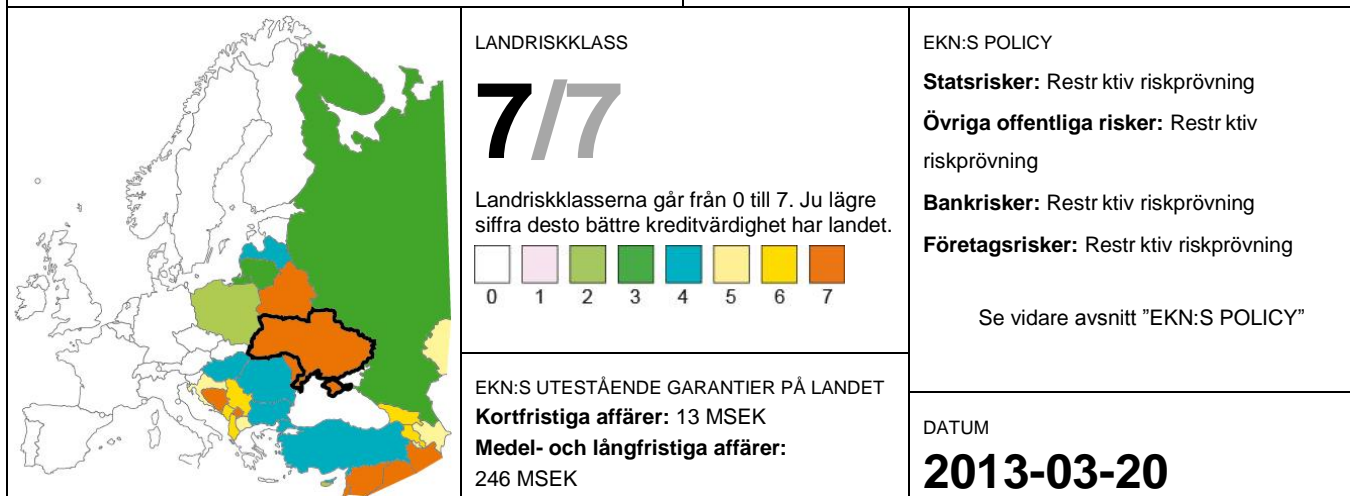 LANDRISKKLASS
7/7
Landriskklasserna går från 0 till 7. Ju lägre
siffra desto bättre kreditvärdighet har landet.
0 1 2 3 4 5 6 7
EKN:S UTESTÅENDE GARANTIER PÅ LANDET
Kortfristiga affärer: 13 MSEK
Medel- och långfristiga affärer:
246 MSEK
EKN:S POLICY
Statsrisker: Restr ktiv riskprövning
Övriga offentliga risker: Restr ktiv
riskprövning
Bankrisker: Restr ktiv riskprövning
Företagsrisker: Restr ktiv riskprövning
Se vidare avsnitt ”EKN:S POLICY”
DATUM
2013-03-20